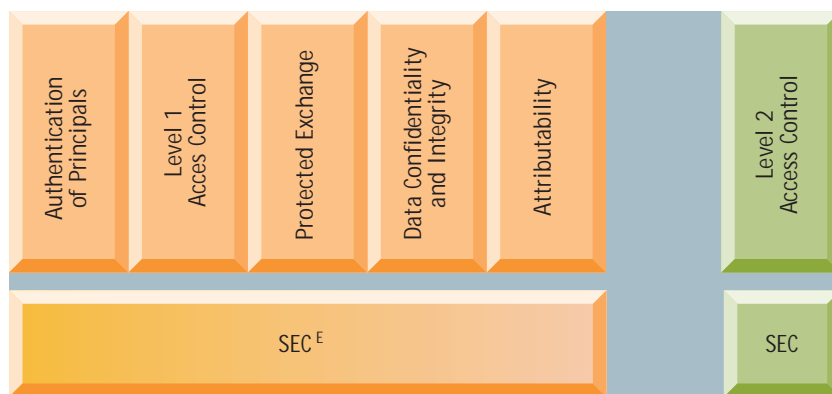 Authentication
of Principals
Level 1
Acces Control
Protected Exchange
Data Confidentiality
and Integrity
Attributability
Level 2
Access Control
SEC E
SEC